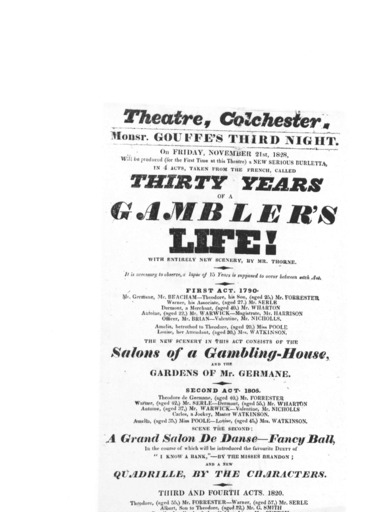 Theatre, Colchester.
Monsr. GOUFFE'S THIRD NIGHT.
On FRIDAY, NOVEMBER 21st, 1828,
Will be produced (for the First Time at this Theatre) a NEW SERIOUS BURLETTA,
IN 4 ACTS, TAKEN FROM THE FRENCH, CALLED
THIRTY YEARS
OF A
GAMBLER'S
LIFE!
WITH ENTIRELY NEW SCENERY, BY MR. THORNE.
It is necessary to observe, a lapse of 15 Years is supposed to occur between each Act.
FIRST ACT. 1790.
Mr. Germane, Mr. BEACHAM—Theodore, his Son, (aged 25,) Mr. FORRESTER
Warner, his Associate, (aged 27,) Mr. SERLE
Dermont, a Merchant, (aged 40,) Mr. WHARTON
Antoine, (aged 22,) Mr. WARWICK—Magistrate, Mr. HARRISON
Officer, Mr. BRIAN—Valentine, Mr. NICHOLLS,
Amelia, betrothed to Theodore, (aged 20,) Miss POOLE
Louise, her Attendant, (aged 30,) Mrs. WATKINSON.
THE NEW SCENERY IN THIS ACT CONSISTS OF THE
Salons of a Gambling-House,
AND THE
GARDENS OF Mr. GERMANE.
SECOND ACT. 1805.
Theodore de Germane, (aged 40,) Mr. FORRESTER
Warner, (aged 42,) Mr. SERLE—Dermont, (aged 55,) Mr. WHARTON
Antoine, (aged 37,) Mr. WARWICK—Valentine, Mr. NICHOLLS
Carlos, a Jockey, Master WATKINSON.
Amelia, (aged 35,) Miss POOLE—Louise, (aged 45,) Mrs. WATKINSON.
SCENE THE SECOND:
A Grand Salon De Danse—Fancy Ball,
In the course of which will be introduced the favourite DUETT of
"I KNOW A BANK,"—BY THE MISSES BRANDON;
AND A NEW
QUADRILLE, BY THE CHARACTERS.
THIRD AND FOURTH ACTS. 1820.
Theodore, (aged 55,) Mr. FORRESTER—Warner, (aged 57,) Mr. SERLE
Albert, Son to Theodore, (aged 22,) Mr. G. SMITH